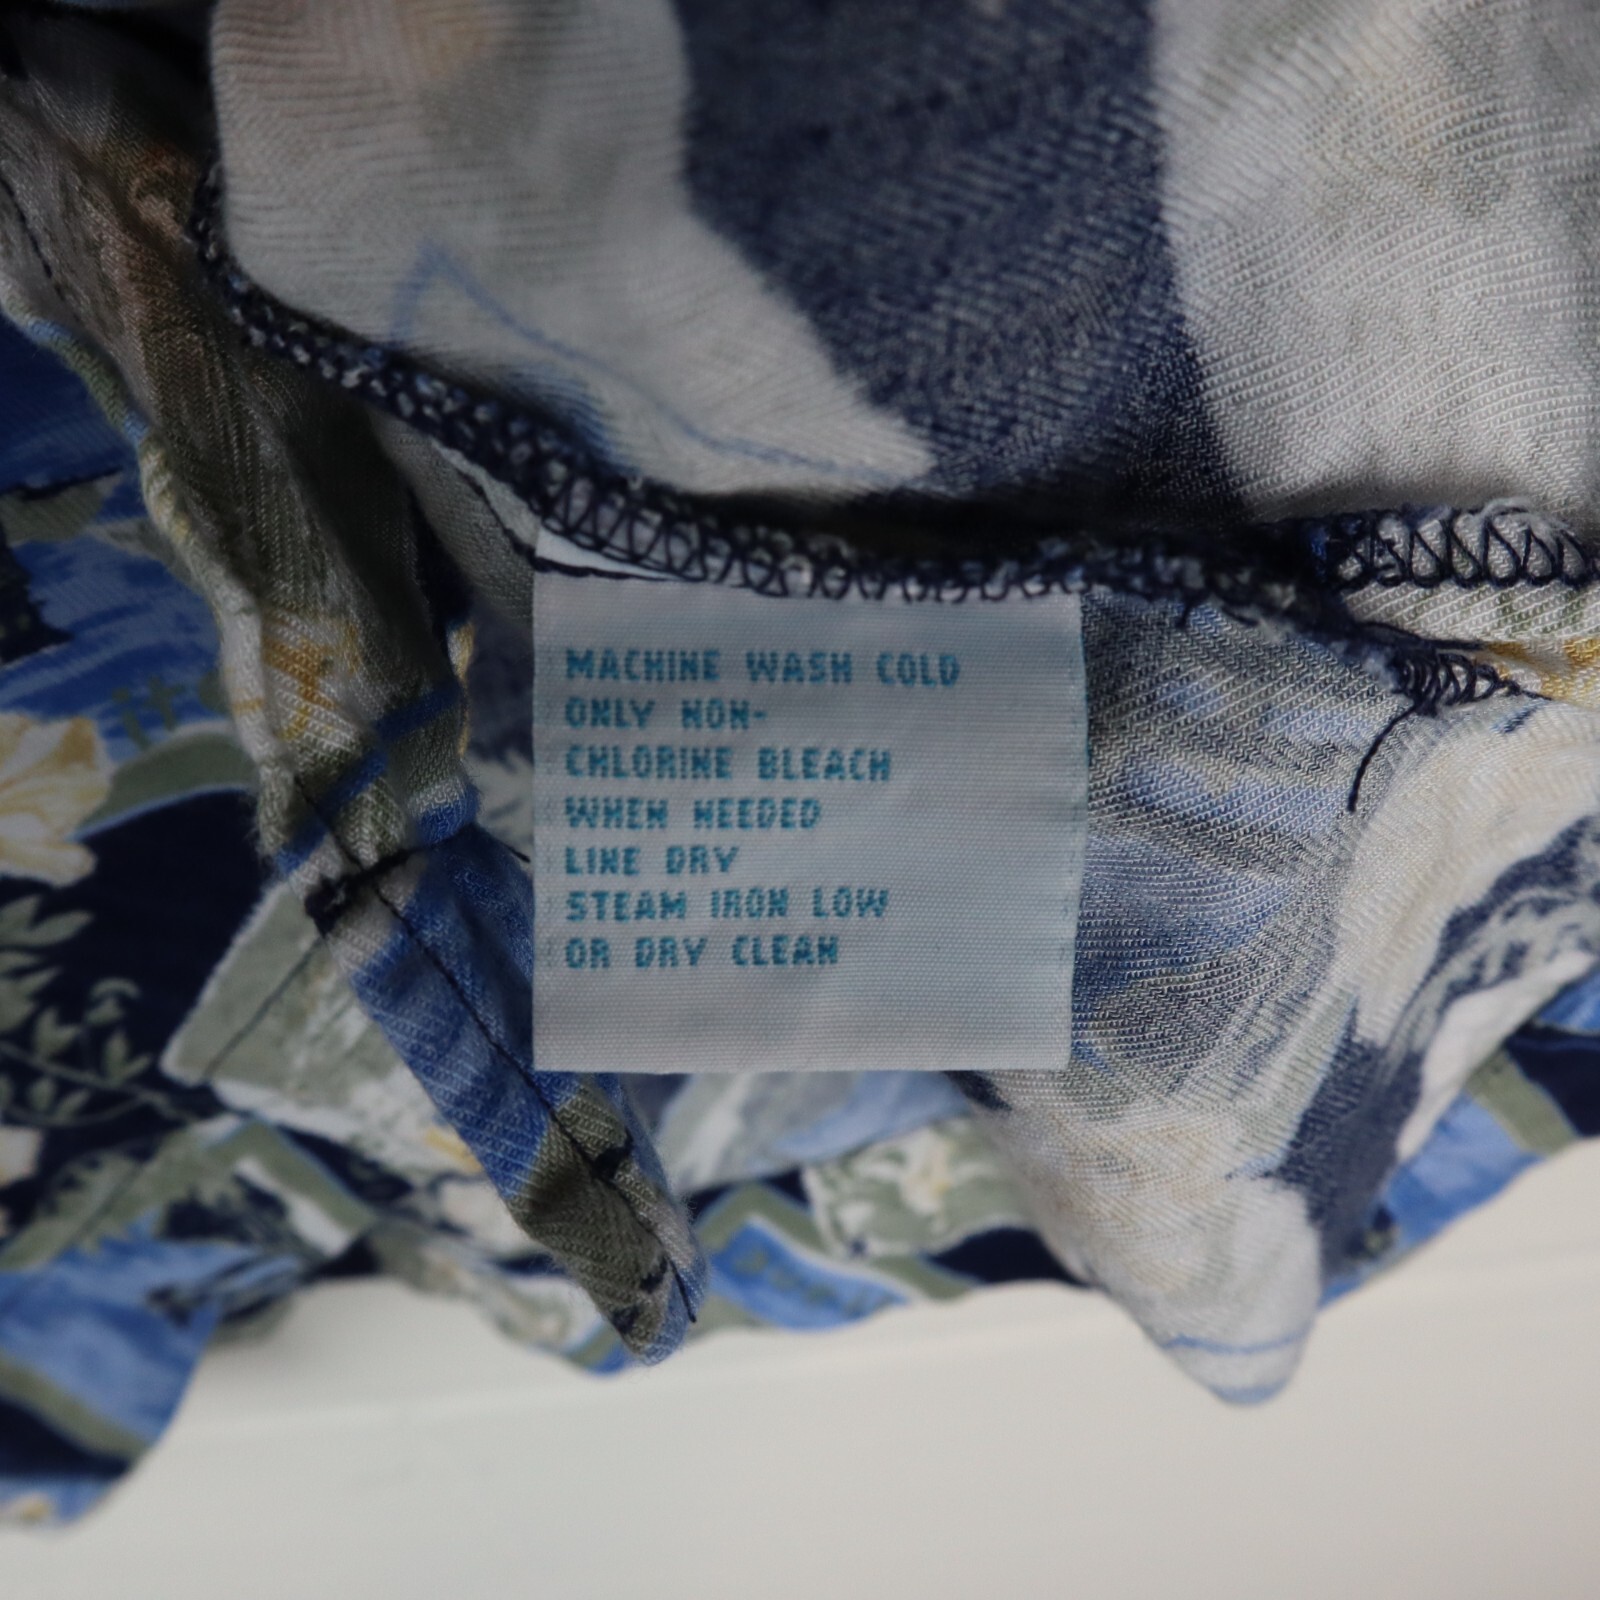 MACHINE WASH COLD
ONLY NON-
CHLORINE BLEACH
WHEN NEEDED
LINE DRY
STEAM IRON LOW
OR DRY CLEAN